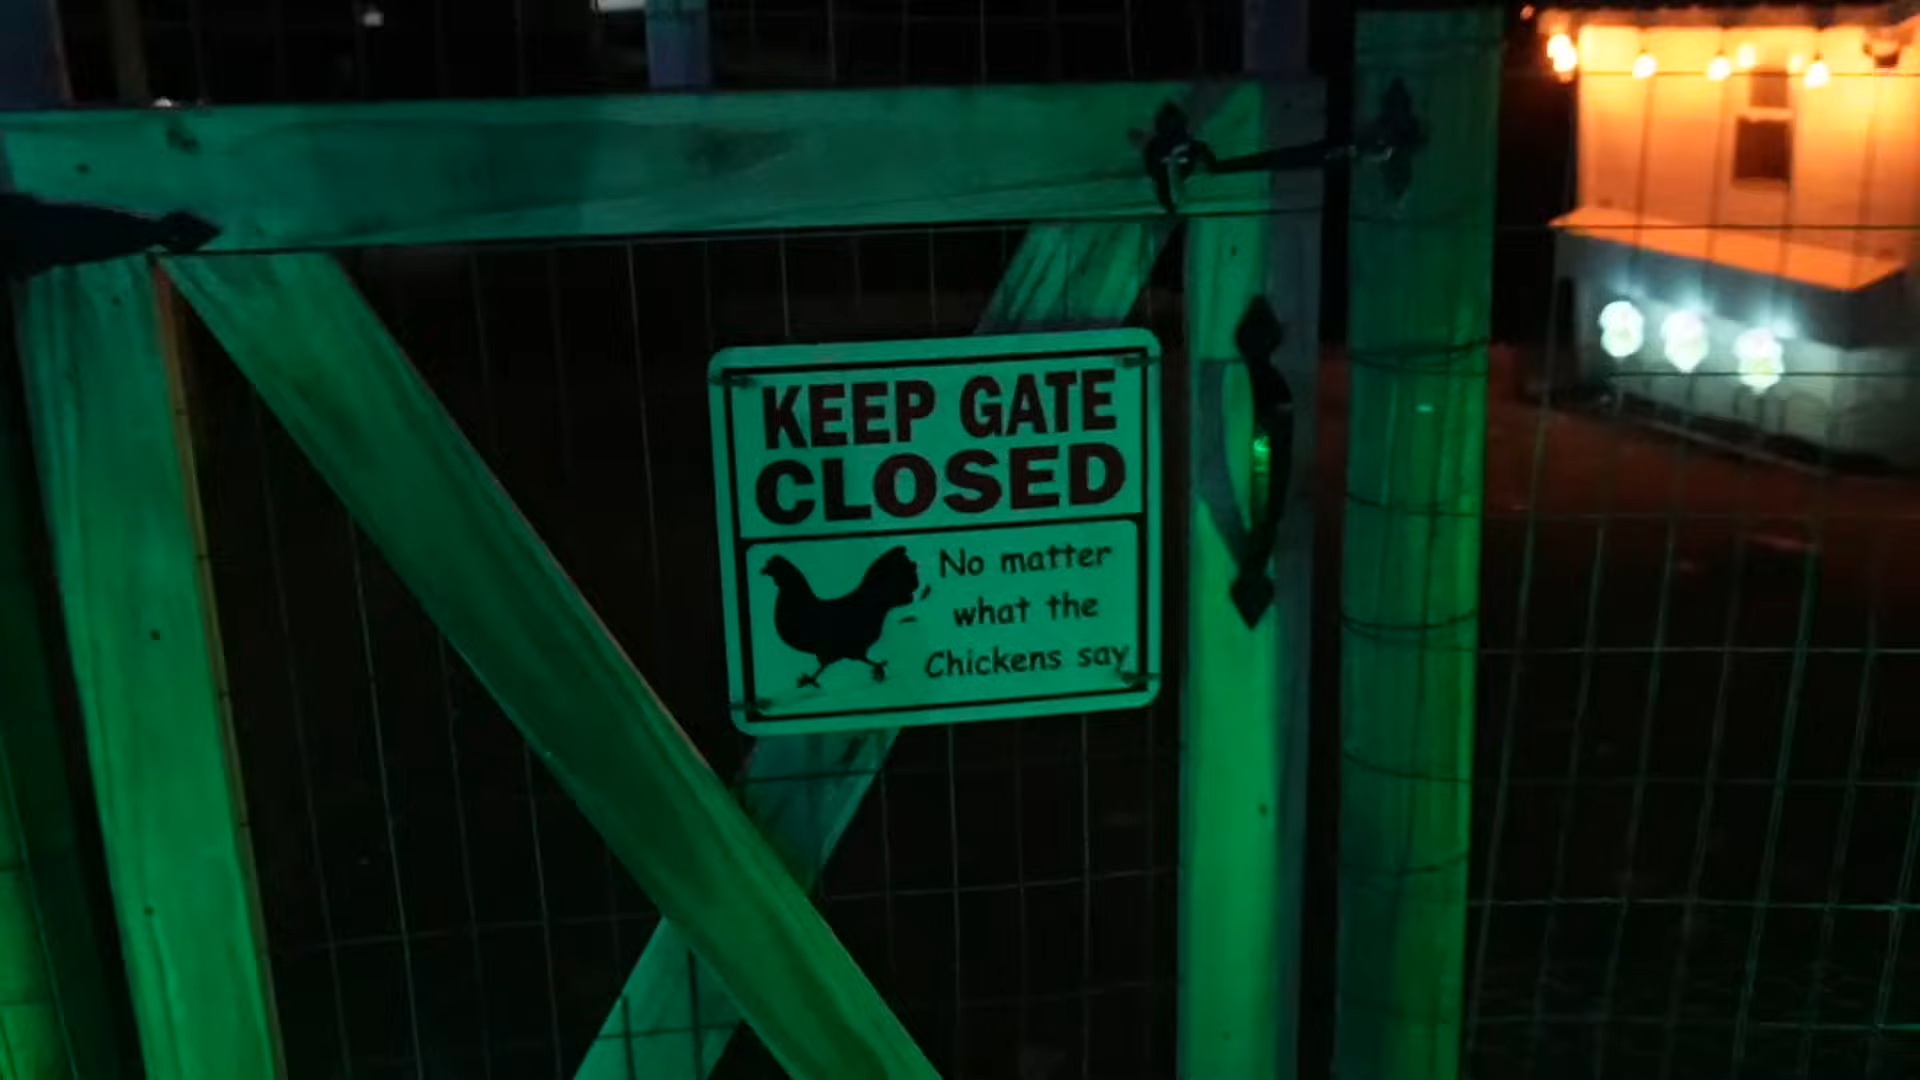 KEEP GATE
CLOSED
No matter
what the
Chickens say